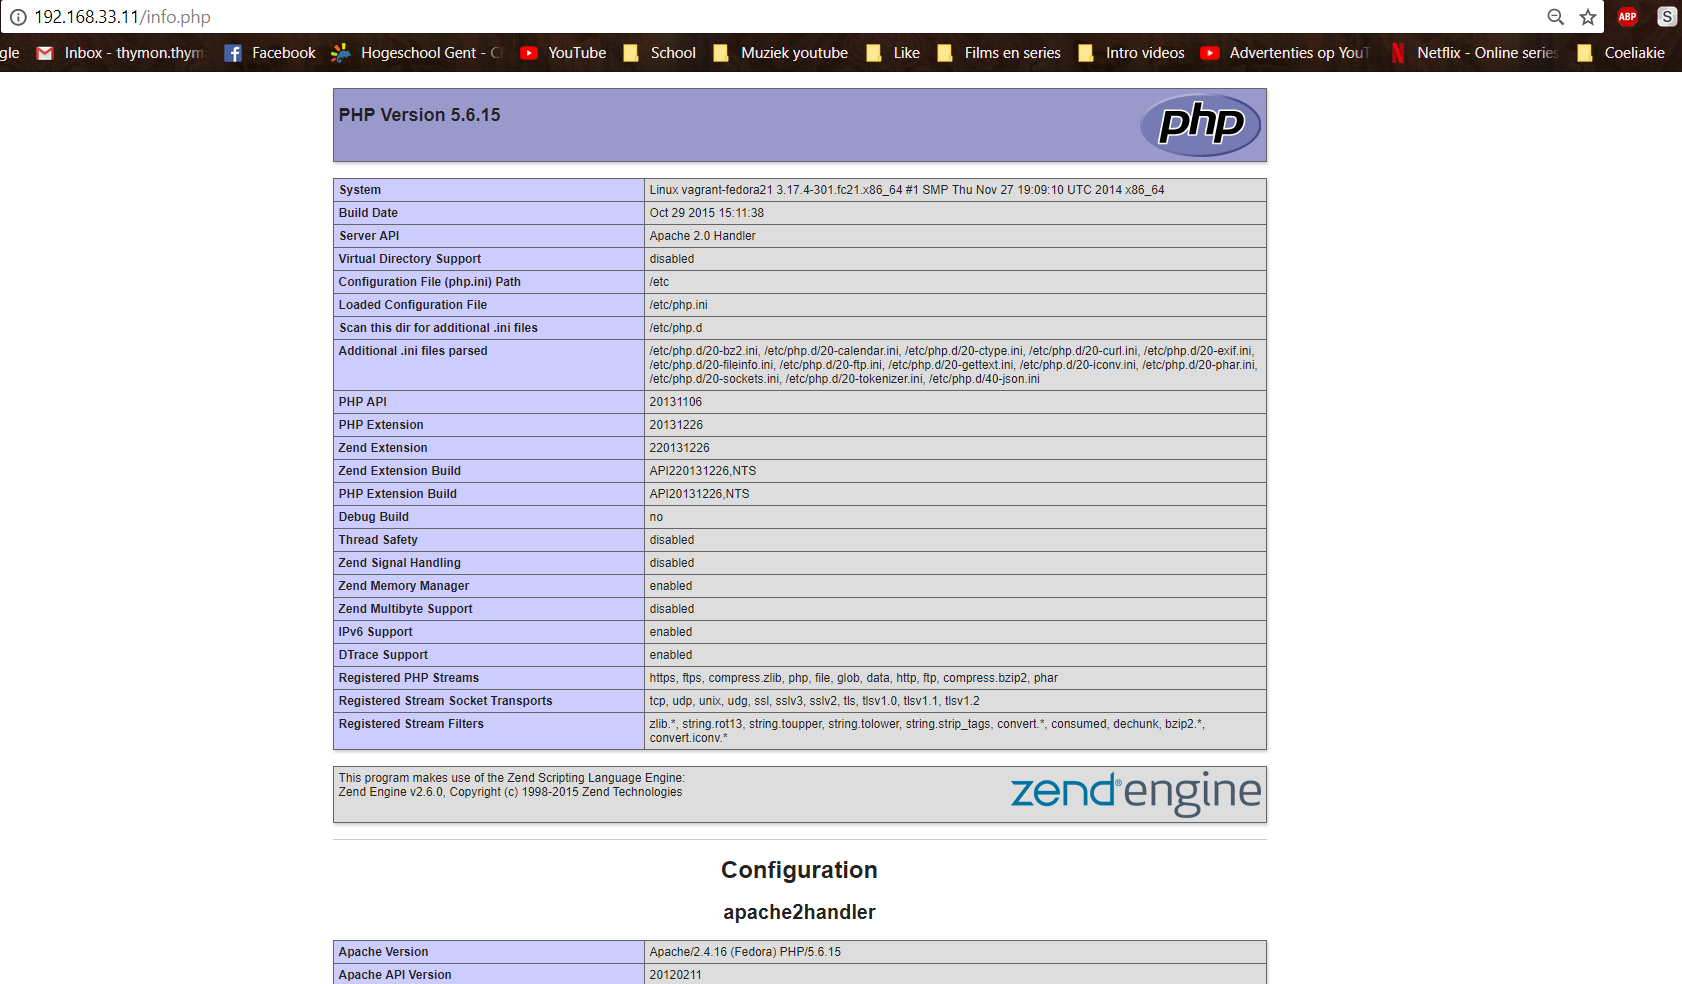 192.168.33.11/info.php
ABP
S
gle Inbox - thymon.thym Facebook Hogeschool Gent - C YouTube School Muziek youtube Like Films en series Intro videos Advertenties op YouT Netflix - Online series Coeliakie
PHP Version 5.6.15
php
System Linux vagrant-fedora21 3.17.4-301.fc21.x86_64 #1 SMP Thu Nov 27 19:09:10 UTC 2014 x86_64
Build Date Oct 29 2015 15:11:38
Server API Apache 2.0 Handler
Virtual Directory Support disabled
Configuration File (php.ini) Path /etc
Loaded Configuration File /etc/php.ini
Scan this dir for additional .ini files /etc/php.d
Additional .ini files parsed /etc/php.d/20-bz2.ini, /etc/php.d/20-calendar.ini, /etc/php.d/20-ctype.ini, /etc/php.d/20-curl.ini, /etc/php.d/20-exif.ini,
/etc/php.d/20-fileinfo.ini, /etc/php.d/20-ftp.ini, /etc/php.d/20-gettext.ini, /etc/php.d/20-iconv.ini, /etc/php.d/20-phar.ini,
/etc/php.d/20-sockets.ini, /etc/php.d/20-tokenizer.ini, /etc/php.d/40-json.ini
PHP API 20131106
PHP Extension 20131226
Zend Extension 220131226
Zend Extension Build API220131226,NTS
PHP Extension Build API20131226,NTS
Debug Build no
Thread Safety disabled
Zend Signal Handling disabled
Zend Memory Manager enabled
Zend Multibyte Support disabled
IPv6 Support enabled
DTrace Support enabled
Registered PHP Streams https, ftps, compress.zlib, php, file, glob, data, http, ftp, compress.bzip2, phar
Registered Stream Socket Transports tcp, udp, unix, udg, ssl, sslv3, sslv2, tls, tlsv1.0, tlsv1.1, tlsv1.2
Registered Stream Filters zlib.*, string.rot13, string.toupper, string.tolower, string.strip_tags, convert.*, consumed, dechunk, bzip2.*,
convert.iconv.*
This program makes use of the Zend Scripting Language Engine:
Zend Engine v2.6.0, Copyright (c) 1998-2015 Zend Technologies
zend® engine
Configuration
apache2handler
Apache Version Apache/2.4.16 (Fedora) PHP/5.6.15
Apache API Version 20120211